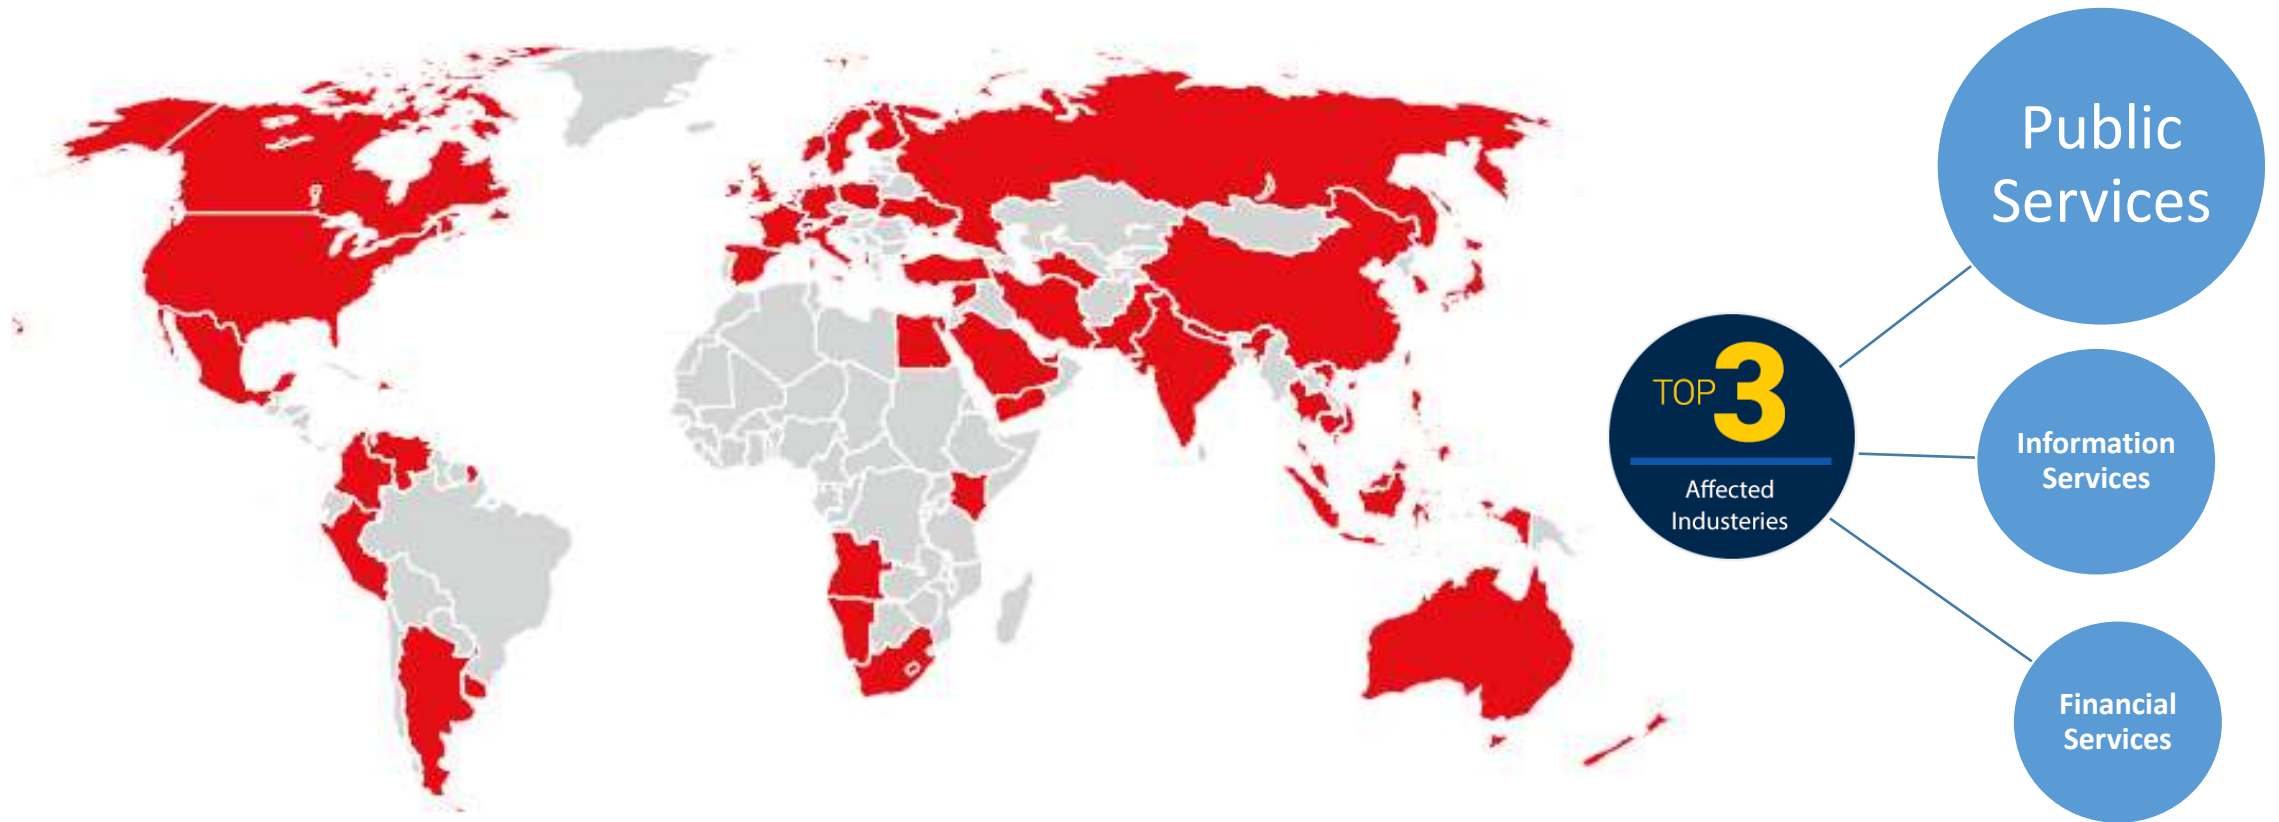 Public
Services
TOP 3
Affected
Industeries
Information
Services
Financial
Services